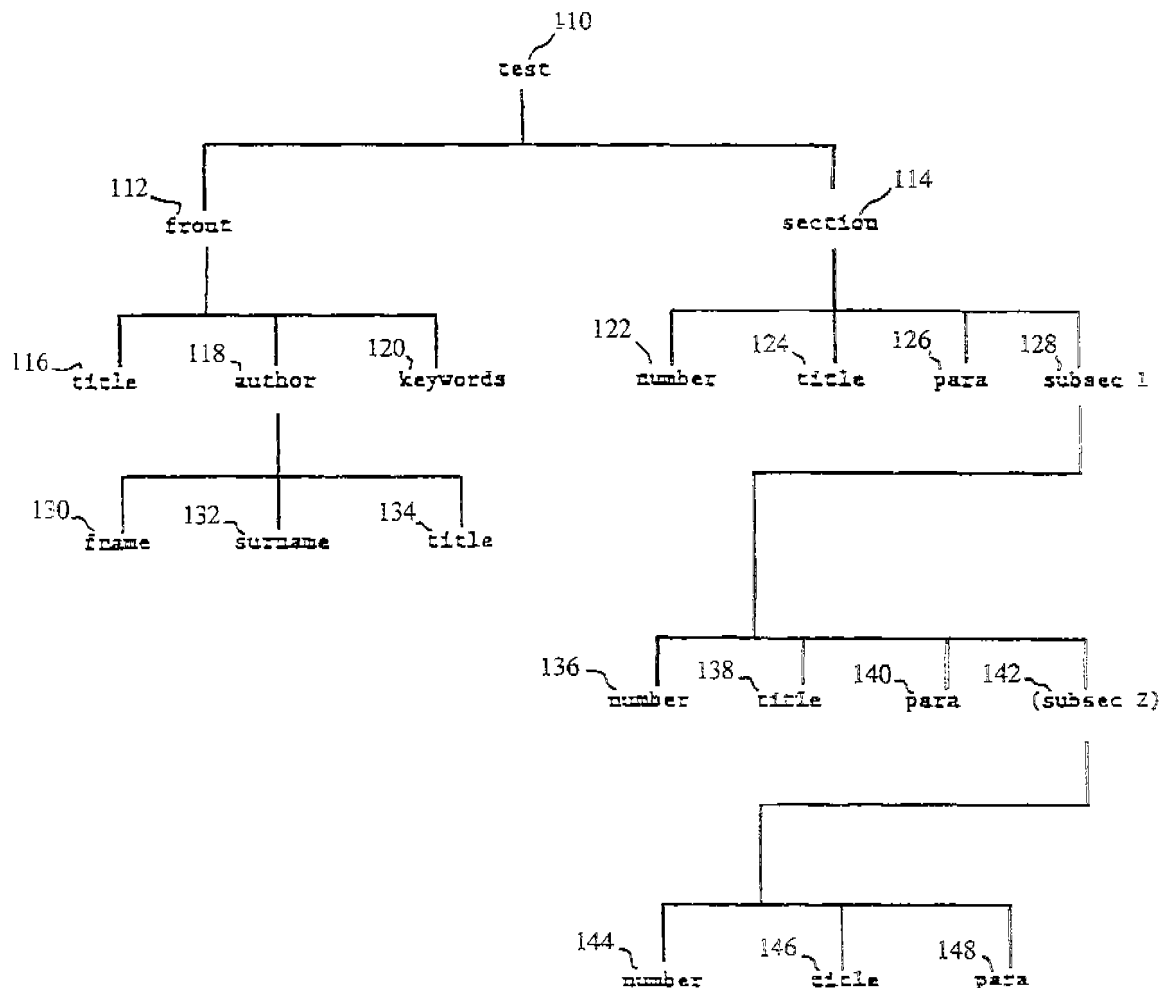 110
test
112
114
front
section
116 118 120 122 124 126 128
title author keywords number title para subsec 1
130 132 134
fname surname title
136 138 140 142
number title para (subsec 2)
144 146 148
number title para